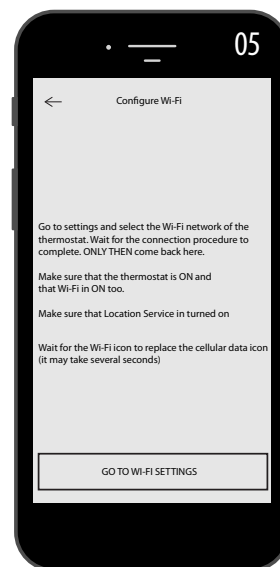 05
Configure Wi-Fi
Go to settings and select the Wi-Fi network of the
thermostat. Wait for the connection procedure to
complete. ONLY THEN come back here.
Make sure that the thermostat is ON and
that Wi-Fi in ON too.
Make sure that Location Service in turned on
Wait for the Wi-Fi icon to replace the cellular data icon
(it may take several seconds)
GO TO WI-FI SETTINGS